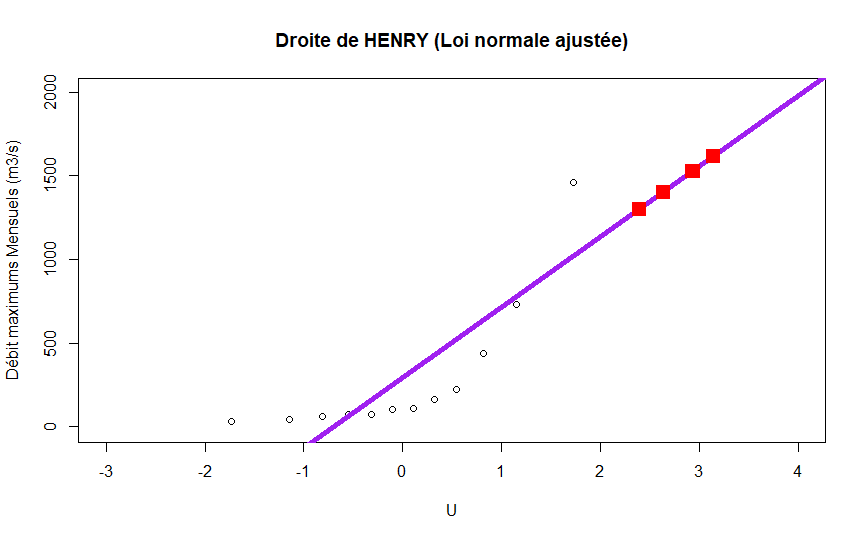 Droite de HENRY (Loi normale ajustée)
Débit maximums Mensuels (m3/s)
2000
1500
1000
500
0
-3 -2 -1 0 1 2 3 4
U